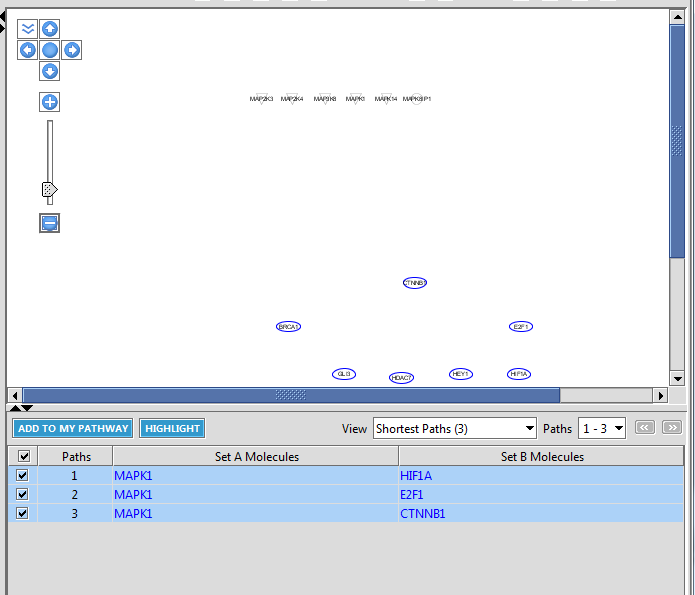 MAP2K3 MAP2K4 MAP3K8 MAPK1 MAPK14 MAPK8IP1
CTNNB1
BRCA1 E2F1
GLI3 HDAC7 HEY1 HIF1A
ADD TO MY PATHWAY HIGHLIGHT View Shortest Paths (3) Paths 1 - 3
Paths Set A Molecules Set B Molecules
1 MAPK1 HIF1A
2 MAPK1 E2F1
3 MAPK1 CTNNB1